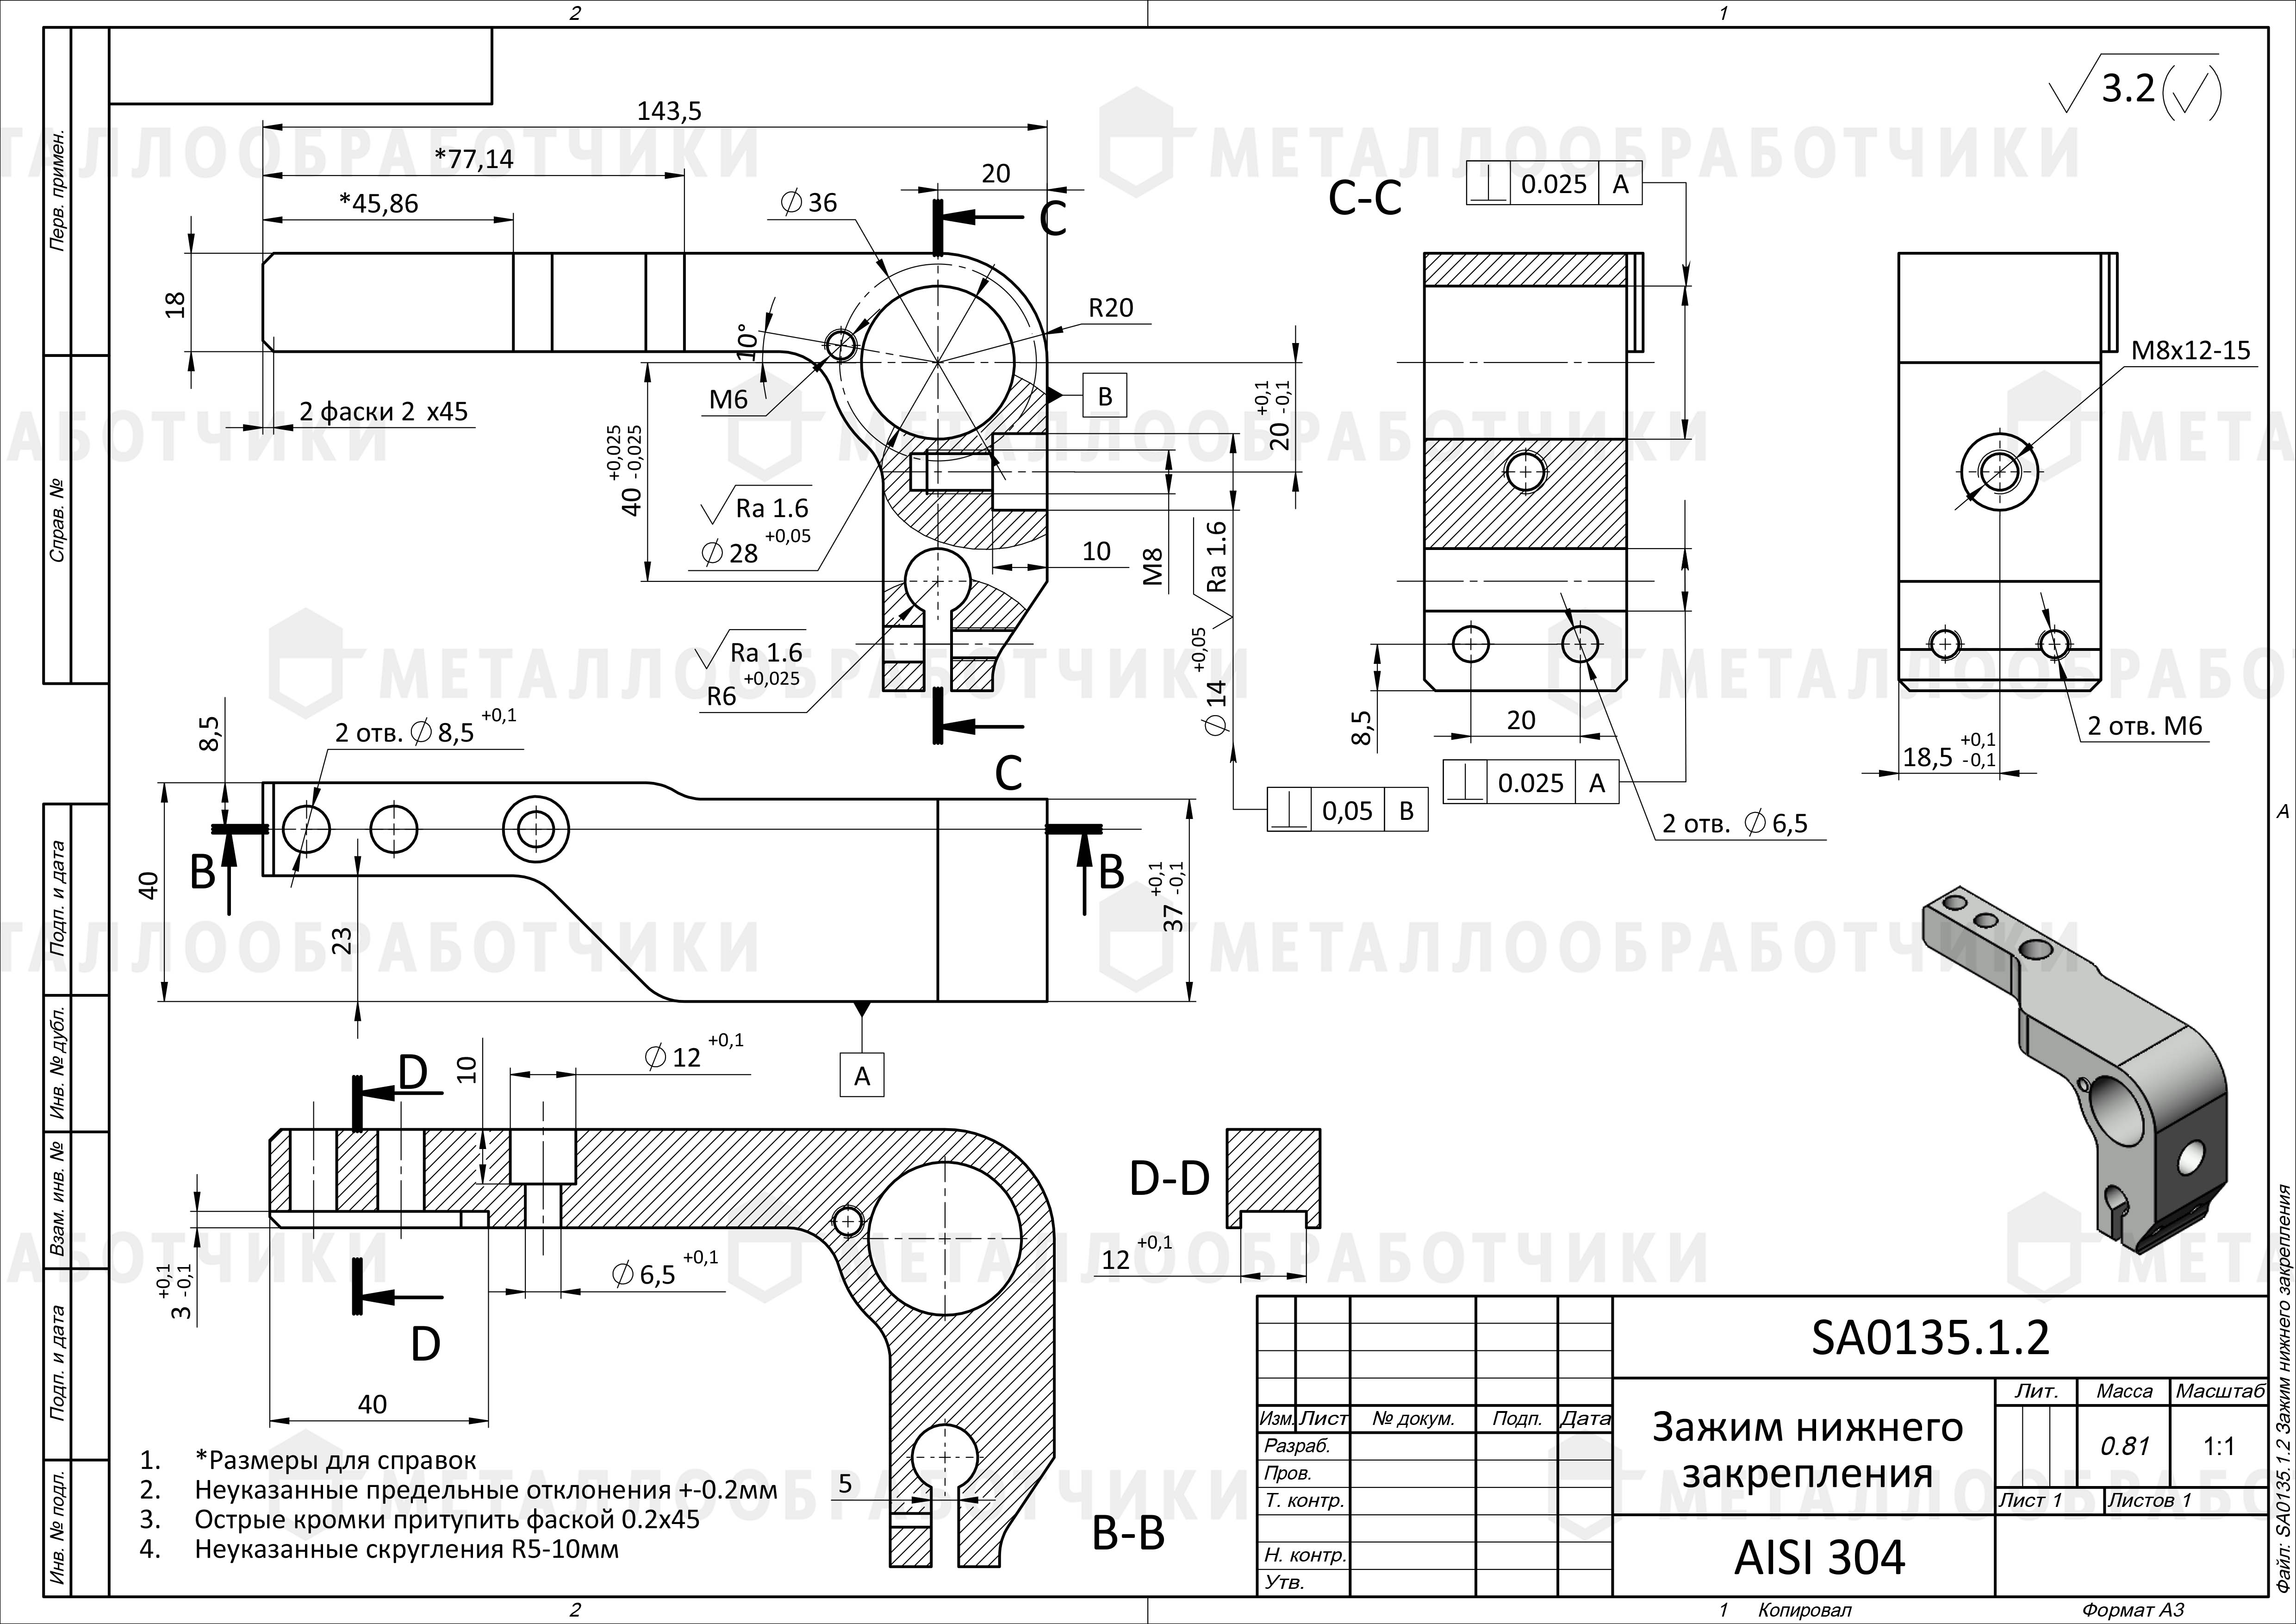 2
1
3.2
143,5
*77,14
20
*45,86
Ø 36
C
C-C
⊥ 0.025 A
18
10°
R20
M6
2 фаски 2 x45
B
20 +0,1 -0,1
M8x12-15
40 +0,025 -0,025
Ra 1.6
Ø 28 +0,05
10
M8
Ra 1.6
Ø 14 +0,05
Ra 1.6
R6 +0,025
C
8,5
2 отв. Ø 8,5 +0,1
8,5
20
2 отв. M6
18,5 +0,1 -0,1
⊥ 0.025 A
⊥ 0,05 B
2 отв. Ø 6,5
B
B
40
23
37 +0,1 -0,1
A
D
10
Ø 12 +0,1
D-D
12 +0,1
3 +0,1 -0,1
Ø 6,5 +0,1
D
40
5
B-B
1. *Размеры для справок
2. Неуказанные предельные отклонения +-0.2мм
3. Острые кромки притупить фаской 0.2x45
4. Неуказанные скругления R5-10мм
SA0135.1.2
Лит. Масса Масштаб
Изм. Лист № докум. Подп. Дата
Зажим нижнего
закрепления
0.81 1:1
Разраб.
Пров.
Т. контр.
Лист 1 Листов 1
Н. контр.
Утв.
AISI 304
2
1
Копировал
Формат A3
A
Файл: SA0135.1.2 Зажим нижнего закрепления
Перв. примен.
Справ. №
Подп. и дата
Инв. № дубл.
Взам. инв. №
Подп. и дата
Инв. № подл.
МЕТАЛЛООБРАБОТЧИКИ